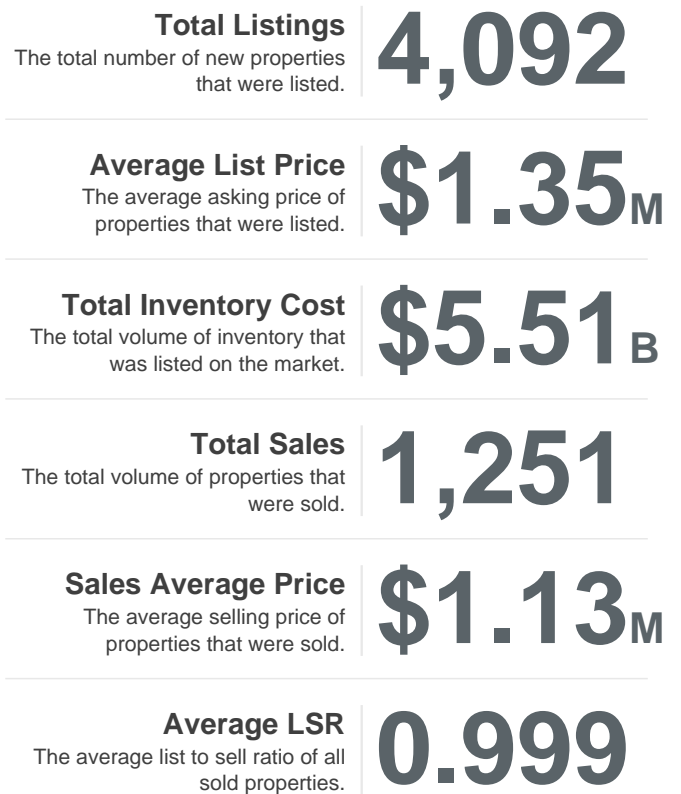 Total Listings
The total number of new properties
that were listed.
4,092
Average List Price
The average asking price of
properties that were listed.
$1.35M
Total Inventory Cost
The total volume of inventory that
was listed on the market.
$5.51B
Total Sales
The total volume of properties that
were sold.
1,251
Sales Average Price
The average selling price of
properties that were sold.
$1.13M
Average LSR
The average list to sell ratio of all
sold properties.
0.999